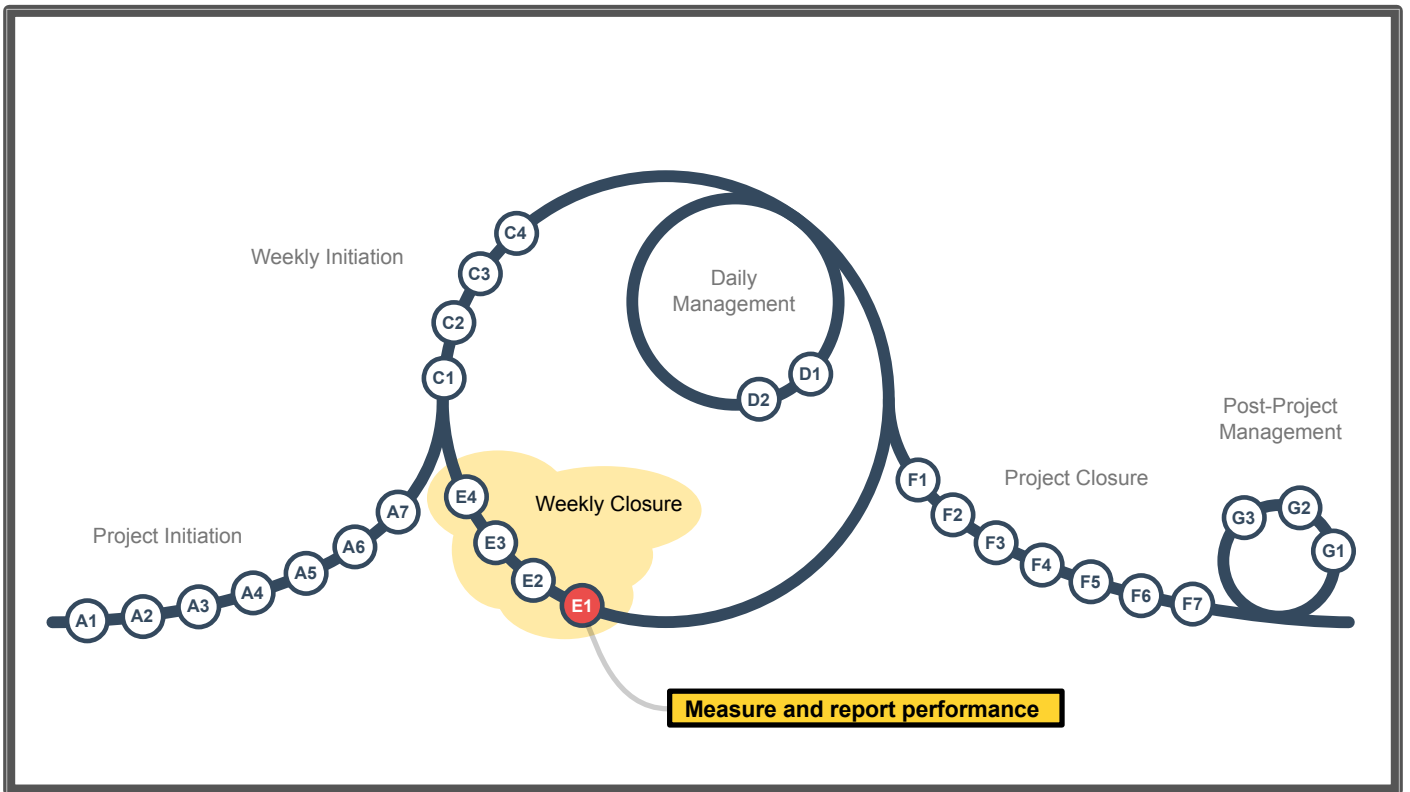 Weekly Initiation
C4
C3
C2
C1
Daily
Management
D1
D2
Post-Project
Management
Project Closure
Project Initiation
Weekly Closure
A1
A2
A3
A4
A5
A6
A7
E4
E3
E2
E1
F1
F2
F3
F4
F5
F6
F7
G3
G2
G1
Measure and report performance